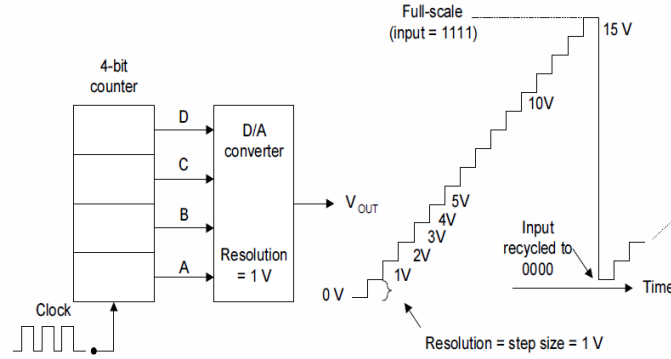 4-bit
counter
D
C
B
A
Clock
D/A
converter
Resolution
= 1 V
V OUT
Full-scale
(input = 1111)
15 V
10V
5V
4V
3V
2V
1V
0 V
Input
recycled to
0000
Time
Resolution = step size = 1 V